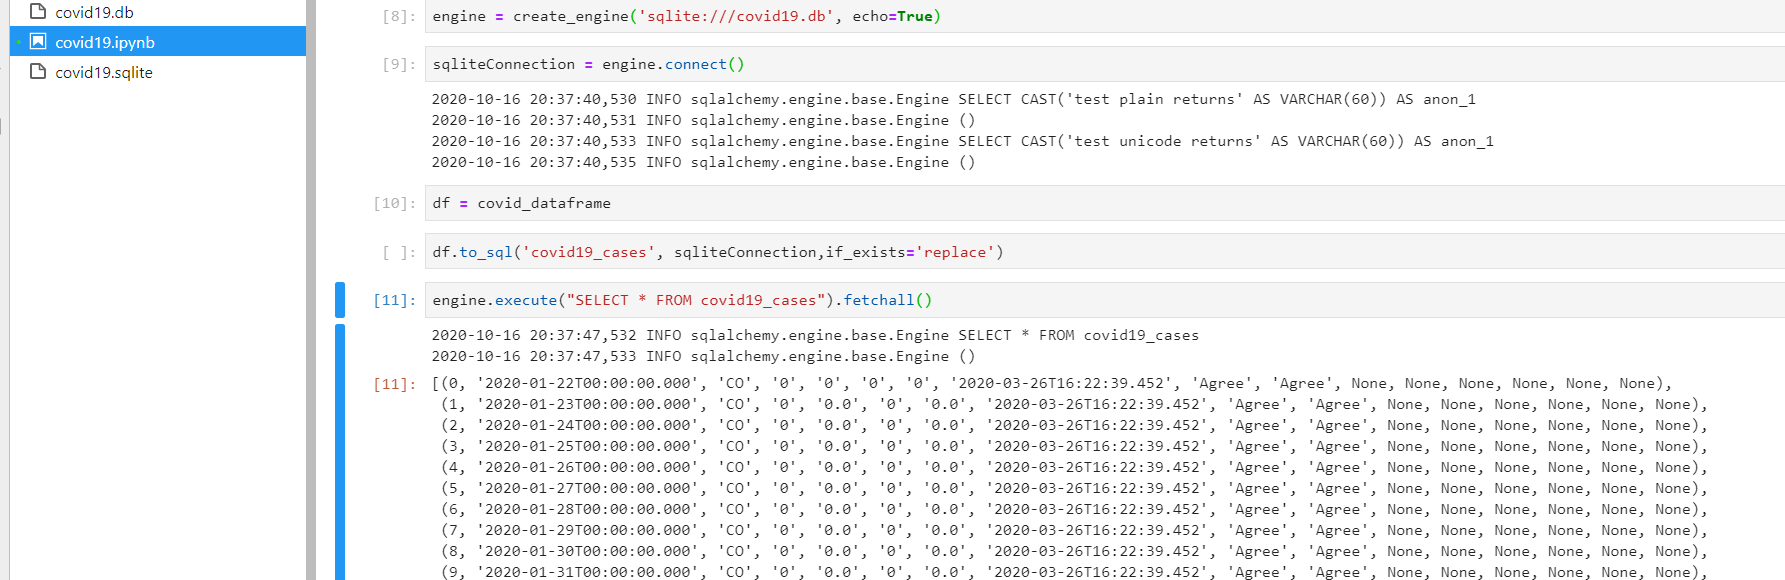 covid19.db
covid19.ipynb
covid19.sqlite
[8]: engine = create_engine('sqlite:///covid19.db', echo=True)
[9]: sqliteConnection = engine.connect()
2020-10-16 20:37:40,530 INFO sqlalchemy.engine.base.Engine SELECT CAST('test plain returns' AS VARCHAR(60)) AS anon_1
2020-10-16 20:37:40,531 INFO sqlalchemy.engine.base.Engine ()
2020-10-16 20:37:40,533 INFO sqlalchemy.engine.base.Engine SELECT CAST('test unicode returns' AS VARCHAR(60)) AS anon_1
2020-10-16 20:37:40,535 INFO sqlalchemy.engine.base.Engine ()
[10]: df = covid_dataframe
[ ]: df.to_sql('covid19_cases', sqliteConnection,if_exists='replace')
[11]: engine.execute("SELECT * FROM covid19_cases").fetchall()
2020-10-16 20:37:47,532 INFO sqlalchemy.engine.base.Engine SELECT * FROM covid19_cases
2020-10-16 20:37:47,533 INFO sqlalchemy.engine.base.Engine ()
[11]: [(0, '2020-01-22T00:00:00.000', 'CO', '0', '0', '0', '0', '2020-03-26T16:22:39.452', 'Agree', 'Agree', None, None, None, None, None, None),
(1, '2020-01-23T00:00:00.000', 'CO', '0', '0.0', '0', '0.0', '2020-03-26T16:22:39.452', 'Agree', 'Agree', None, None, None, None, None, None),
(2, '2020-01-24T00:00:00.000', 'CO', '0', '0.0', '0', '0.0', '2020-03-26T16:22:39.452', 'Agree', 'Agree', None, None, None, None, None, None),
(3, '2020-01-25T00:00:00.000', 'CO', '0', '0.0', '0', '0.0', '2020-03-26T16:22:39.452', 'Agree', 'Agree', None, None, None, None, None, None),
(4, '2020-01-26T00:00:00.000', 'CO', '0', '0.0', '0', '0.0', '2020-03-26T16:22:39.452', 'Agree', 'Agree', None, None, None, None, None, None),
(5, '2020-01-27T00:00:00.000', 'CO', '0', '0.0', '0', '0.0', '2020-03-26T16:22:39.452', 'Agree', 'Agree', None, None, None, None, None, None),
(6, '2020-01-28T00:00:00.000', 'CO', '0', '0.0', '0', '0.0', '2020-03-26T16:22:39.452', 'Agree', 'Agree', None, None, None, None, None, None),
(7, '2020-01-29T00:00:00.000', 'CO', '0', '0.0', '0', '0.0', '2020-03-26T16:22:39.452', 'Agree', 'Agree', None, None, None, None, None, None),
(8, '2020-01-30T00:00:00.000', 'CO', '0', '0.0', '0', '0.0', '2020-03-26T16:22:39.452', 'Agree', 'Agree', None, None, None, None, None, None),
(9, '2020-01-31T00:00:00.000', 'CO', '0', '0.0', '0', '0.0', '2020-03-26T16:22:39.452', 'Agree', 'Agree', None, None, None, None, None, None),